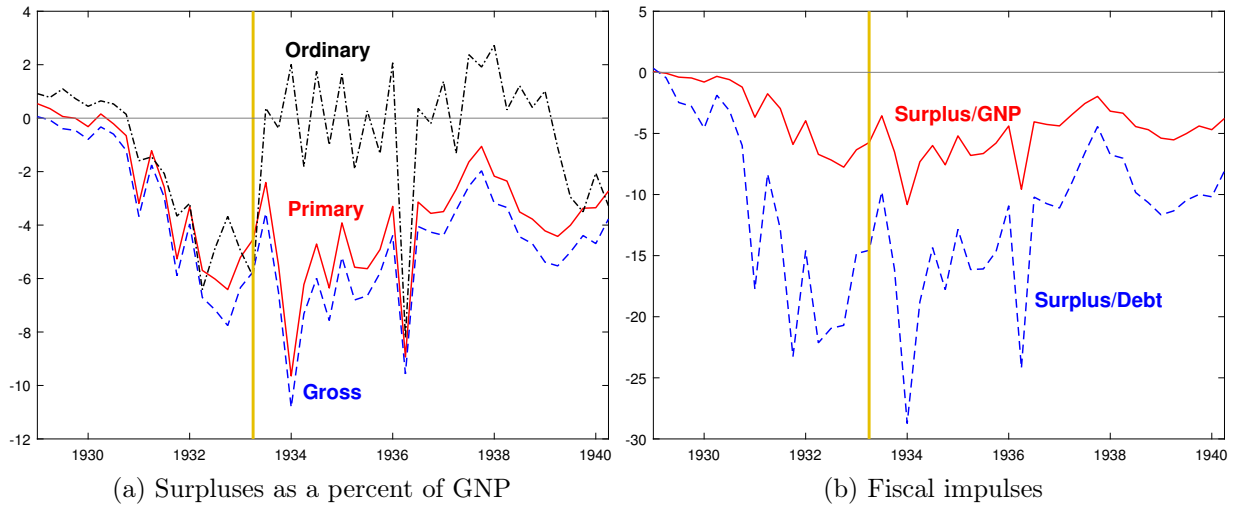 4
2
0
-2
-4
-6
-8
-10
-12
Ordinary
Primary
Gross
1930 1932 1934 1936 1938 1940
(a) Surpluses as a percent of GNP
5
0
-5
-10
-15
-20
-25
-30
Surplus/GNP
Surplus/Debt
1930 1932 1934 1936 1938 1940
(b) Fiscal impulses